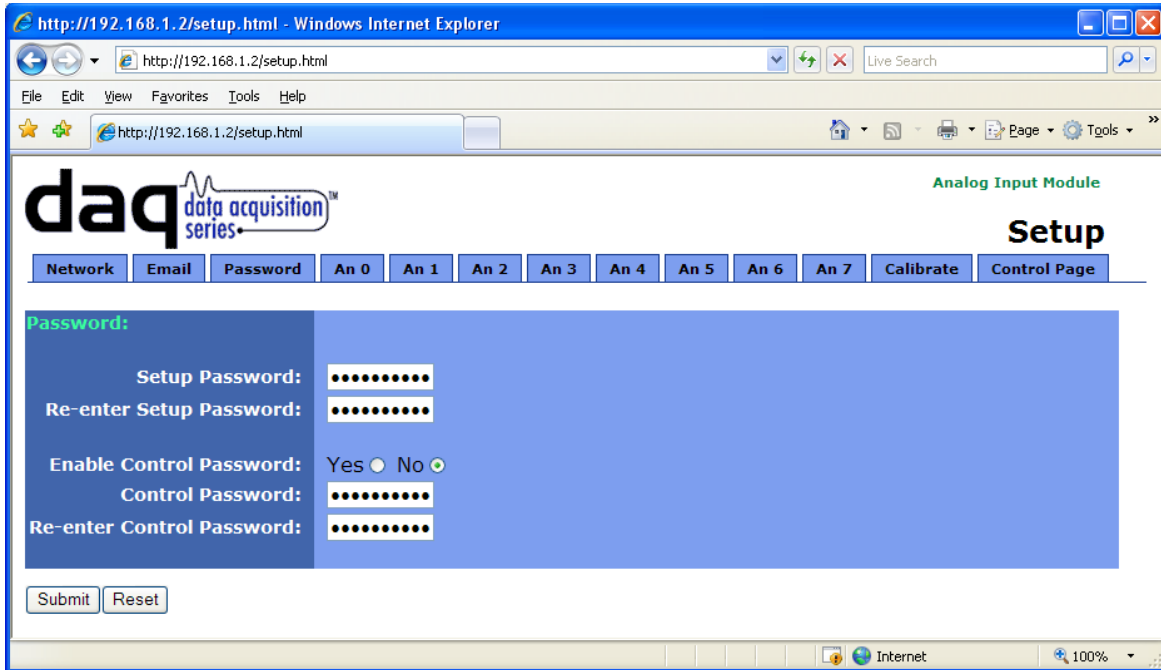 http://192.168.1.2/setup.html - Windows Internet Explorer
http://192.168.1.2/setup.html
Live Search
File Edit View Favorites Tools Help
http://192.168.1.2/setup.html
Page Tools »
daq data acquisition series™
Analog Input Module
Setup
Network Email Password An 0 An 1 An 2 An 3 An 4 An 5 An 6 An 7 Calibrate Control Page
Password:
Setup Password: ••••••••••
Re-enter Setup Password: ••••••••••
Enable Control Password: Yes No
Control Password: ••••••••••
Re-enter Control Password: ••••••••••
Submit Reset
Internet 100%